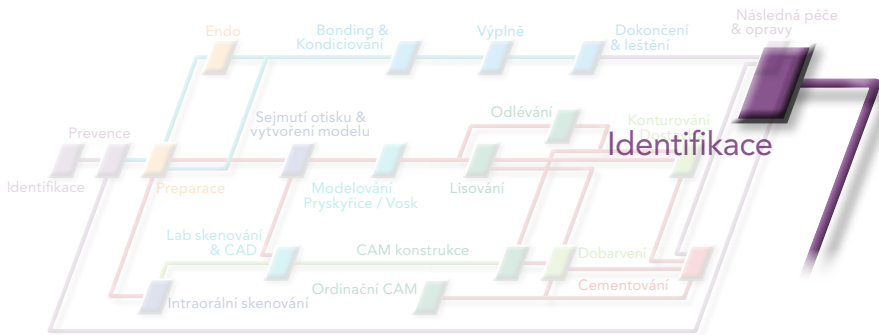 Následná péče
& opravy
Endo
Bonding &
Kondiciování
Výplně
Dokončení
& leštění
Sejmutí otisku &
vytvoření modelu
Odlévání
Konturování
Prevence
Identifikace
Identifikace
Preparace
Modelování
Pryskyřice / Vosk
Lisování
Lab skenování
& CAD
CAM konstrukce
Dobarvení
Intraorální skenování
Ordinační CAM
Cementování